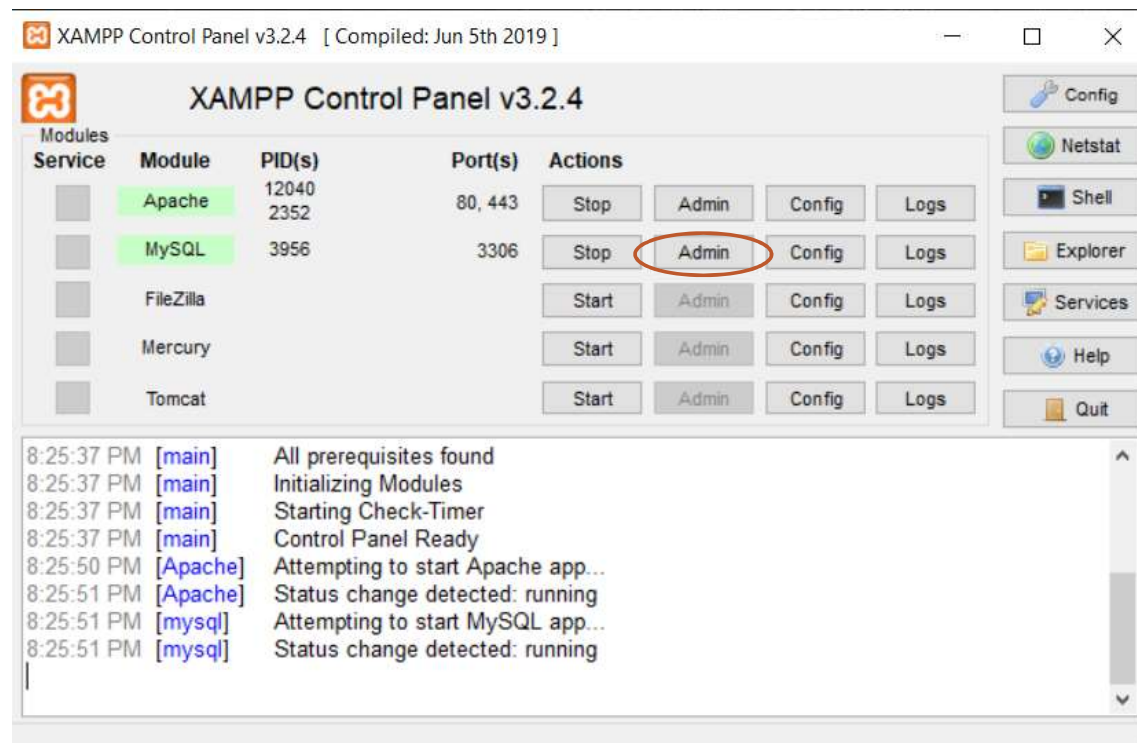 XAMPP Control Panel v3.2.4 [ Compiled: Jun 5th 2019 ]
XAMPP Control Panel v3.2.4
Config
Modules
Service Module PID(s) Port(s) Actions
Netstat
Apache 12040 2352 80, 443 Stop Admin Config Logs
Shell
MySQL 3956 3306 Stop Admin Config Logs
Explorer
FileZilla Start Admin Config Logs
Services
Mercury Start Admin Config Logs
Help
Tomcat Start Admin Config Logs
Quit
8:25:37 PM [main] All prerequisites found
8:25:37 PM [main] Initializing Modules
8:25:37 PM [main] Starting Check-Timer
8:25:37 PM [main] Control Panel Ready
8:25:50 PM [Apache] Attempting to start Apache app...
8:25:51 PM [Apache] Status change detected: running
8:25:51 PM [mysql] Attempting to start MySQL app...
8:25:51 PM [mysql] Status change detected: running